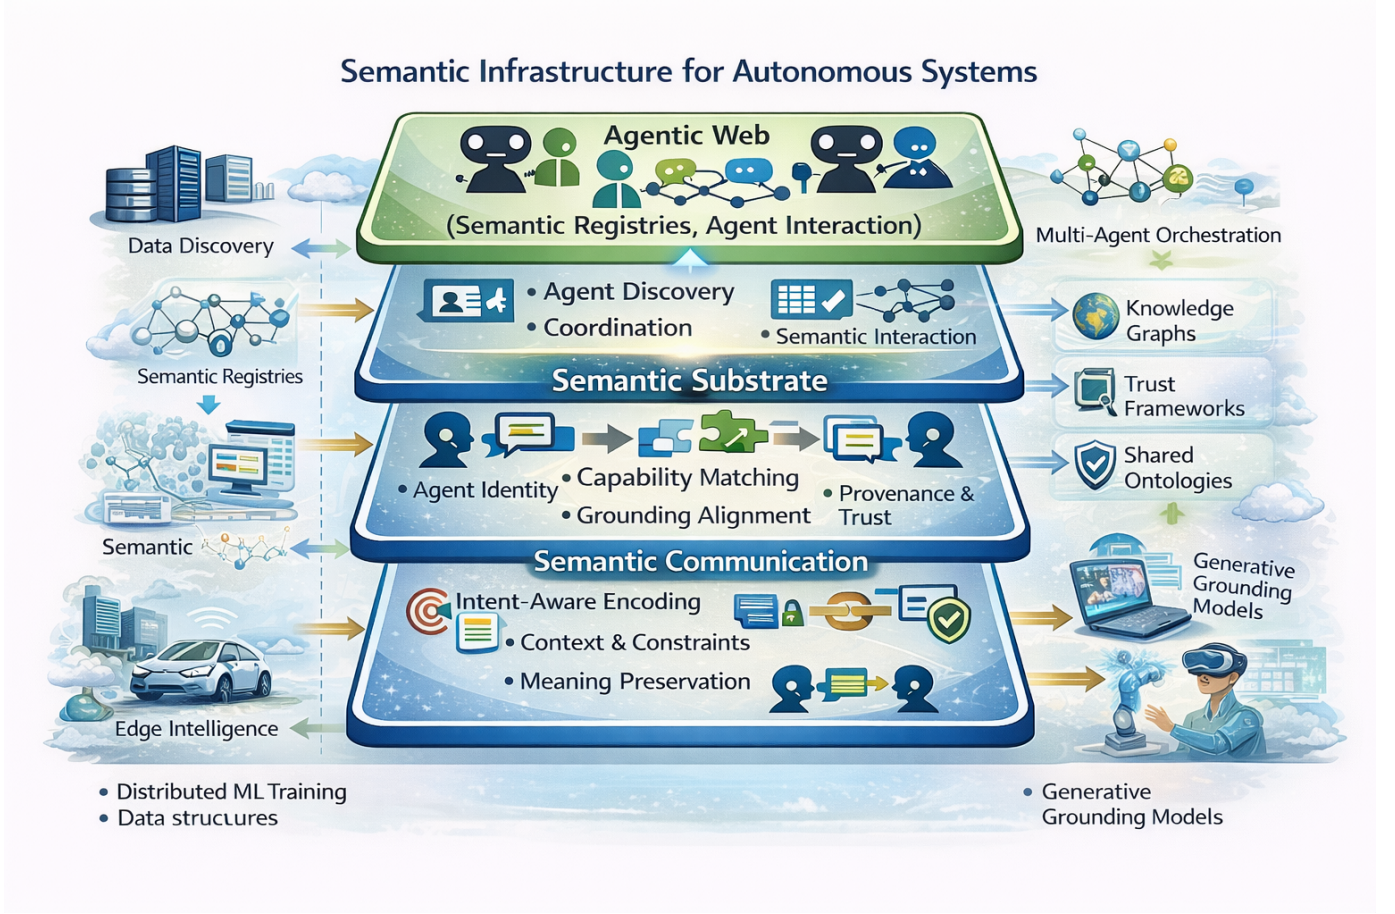 Semantic Infrastructure for Autonomous Systems
Agentic Web
(Semantic Registries, Agent Interaction)
Data Discovery
Multi-Agent Orchestration
• Agent Discovery
• Coordination
• Semantic Interaction
Semantic Registries
Knowledge
Graphs
Semantic Substrate
Trust
Frameworks
• Agent Identity
• Capability Matching
• Grounding Alignment
• Provenance &
Trust
Shared
Ontologies
Semantic
Semantic Communication
Intent-Aware Encoding
• Context & Constraints
• Meaning Preservation
Generative
Grounding
Models
Edge Intelligence
• Distributed ML Training
• Data structures
• Generative
Grounding Models